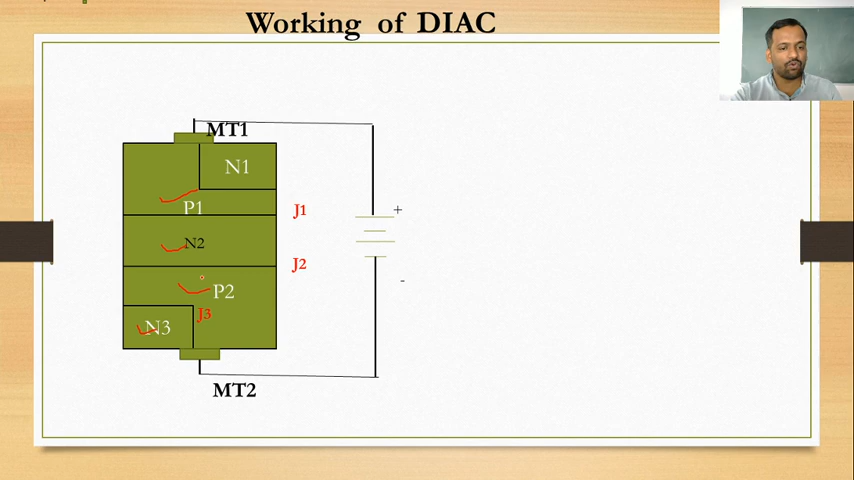 Working of DIAC
MT1
N1
P1
J1
+
N2
J2
-
P2
J3
N3
MT2